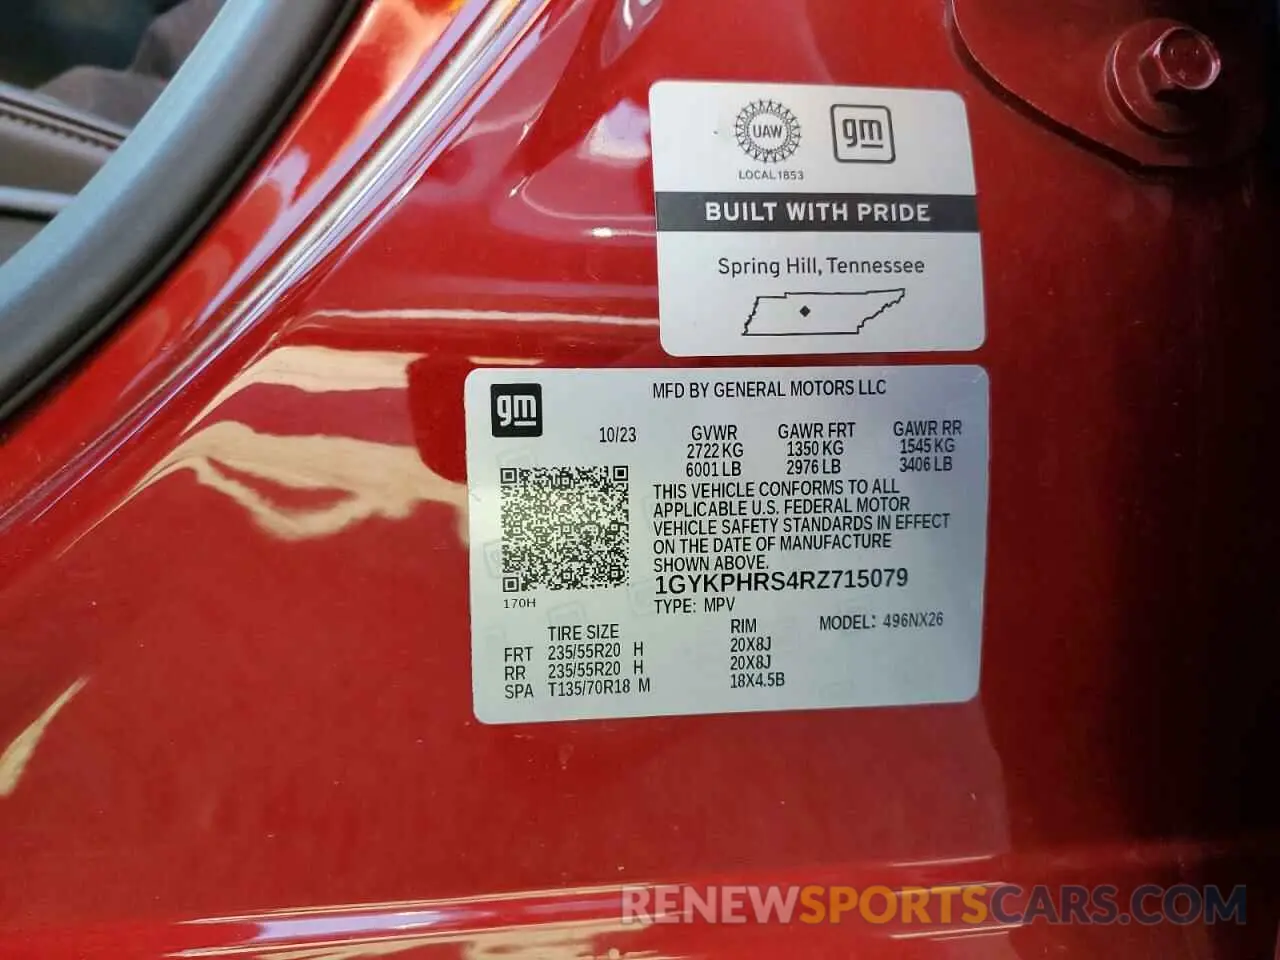 UAW
gm
LOCAL 1853
BUILT WITH PRIDE
Spring Hill, Tennessee
gm
MFD BY GENERAL MOTORS LLC
10/23
GVWR GAWR FRT GAWR RR
2722 KG 1350 KG 1545 KG
6001 LB 2976 LB 3406 LB
THIS VEHICLE CONFORMS TO ALL
APPLICABLE U.S. FEDERAL MOTOR
VEHICLE SAFETY STANDARDS IN EFFECT
ON THE DATE OF MANUFACTURE
SHOWN ABOVE.
1GYKPHRS4RZ715079
170H
TYPE: MPV
MODEL: 496NX26
TIRE SIZE RIM
FRT 235/55R20 H 20X8J
RR 235/55R20 H 20X8J
SPA T135/70R18 M 18X4.5B
RENEWSPORTSCARS.COM